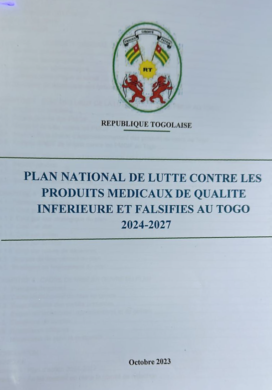 RT
REPUBLIQUE TOGOLAISE
PLAN NATIONAL DE LUTTE CONTRE LES
PRODUITS MEDICAUX DE QUALITE
INFERIEURE ET FALSIFIES AU TOGO
2024-2027
Octobre 2023